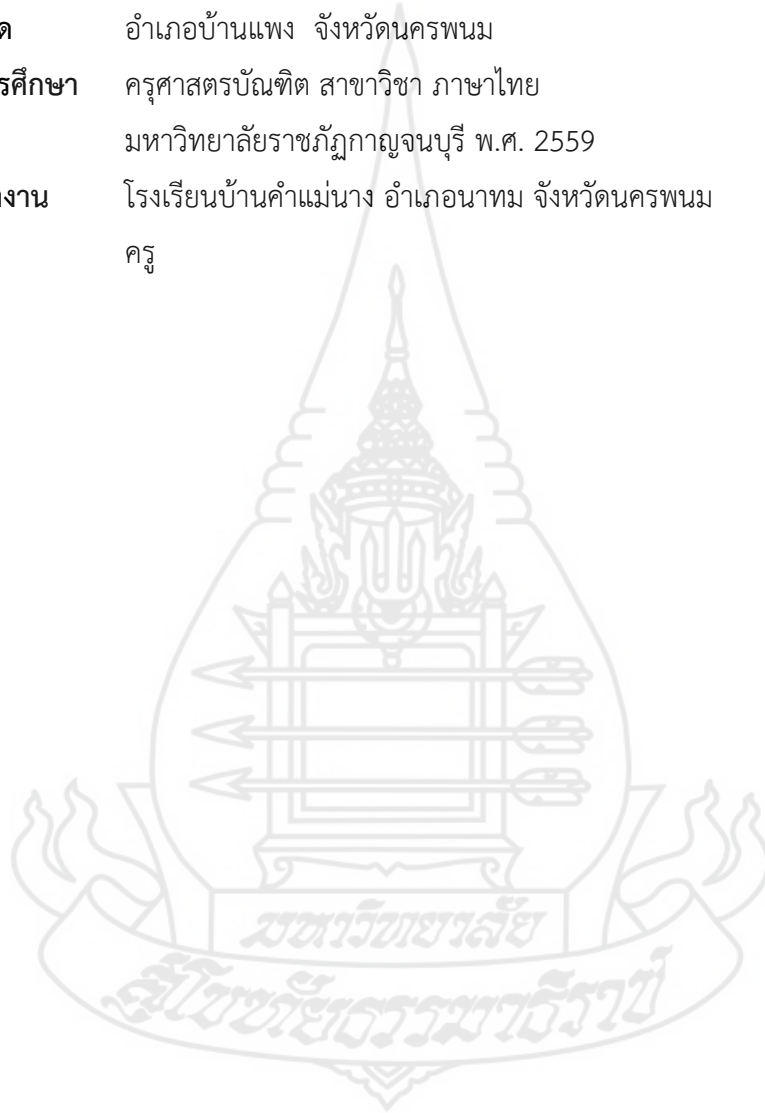 ด อำเภอบ้านแพง จังหวัดนครพนม
รศึกษา ครุศาสตรบัณฑิต สาขาวิชา ภาษาไทย
มหาวิทยาลัยราชภัฏกาญจนบุรี พ.ศ. 2559
างาน โรงเรียนบ้านคำแม่นาง อำเภอนาทม จังหวัดนครพนม
ครู
มหาวิทยาลัย
สุโขทัยธรรมาธิราช